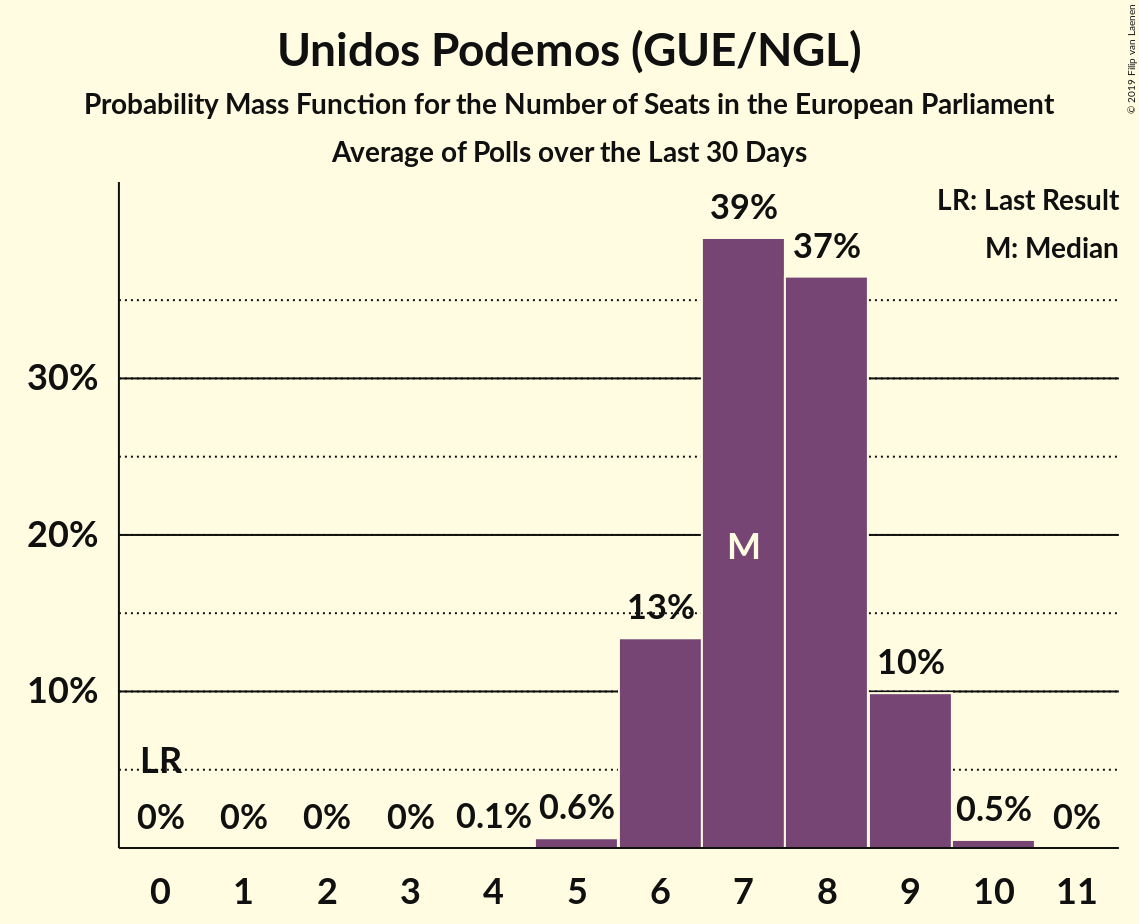 Unidos Podemos (GUE/NGL)
Probability Mass Function for the Number of Seats in the European Parliament
Average of Polls over the Last 30 Days
© 2019 Filip van Laenen
LR: Last Result
M: Median
39%
37%
30%
20%
M
13%
10%
10%
LR
0%
0%
0%
0%
0.1%
0.6%
0.5%
0%
0 1 2 3 4 5 6 7 8 9 10 11